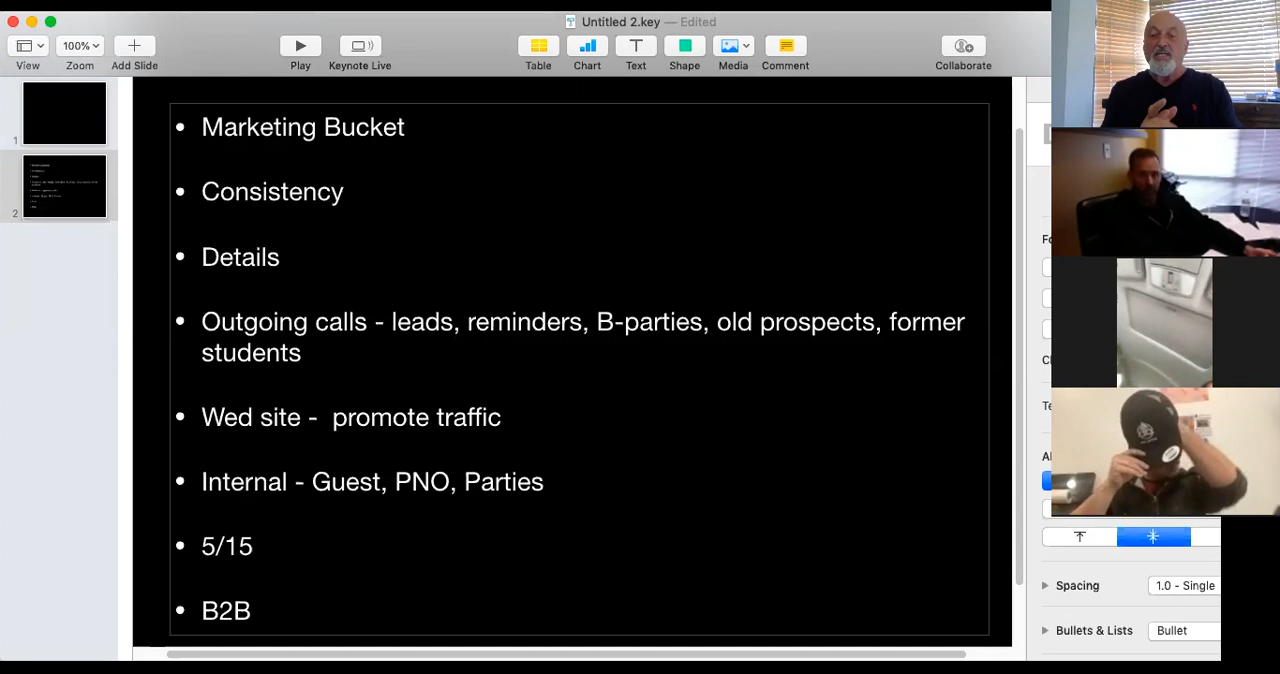 Untitled 2.key — Edited
100%
View
Zoom
Add Slide
Play
Keynote Live
Table
Chart
Text
Shape
Media
Comment
Collaborate
1
2
• Marketing Bucket
• Consistency
• Details
• Outgoing calls - leads, reminders, B-parties, old prospects, former
students
• Wed site - promote traffic
• Internal - Guest, PNO, Parties
• 5/15
• B2B
Spacing
1.0 - Single
Bullets & Lists
Bullet